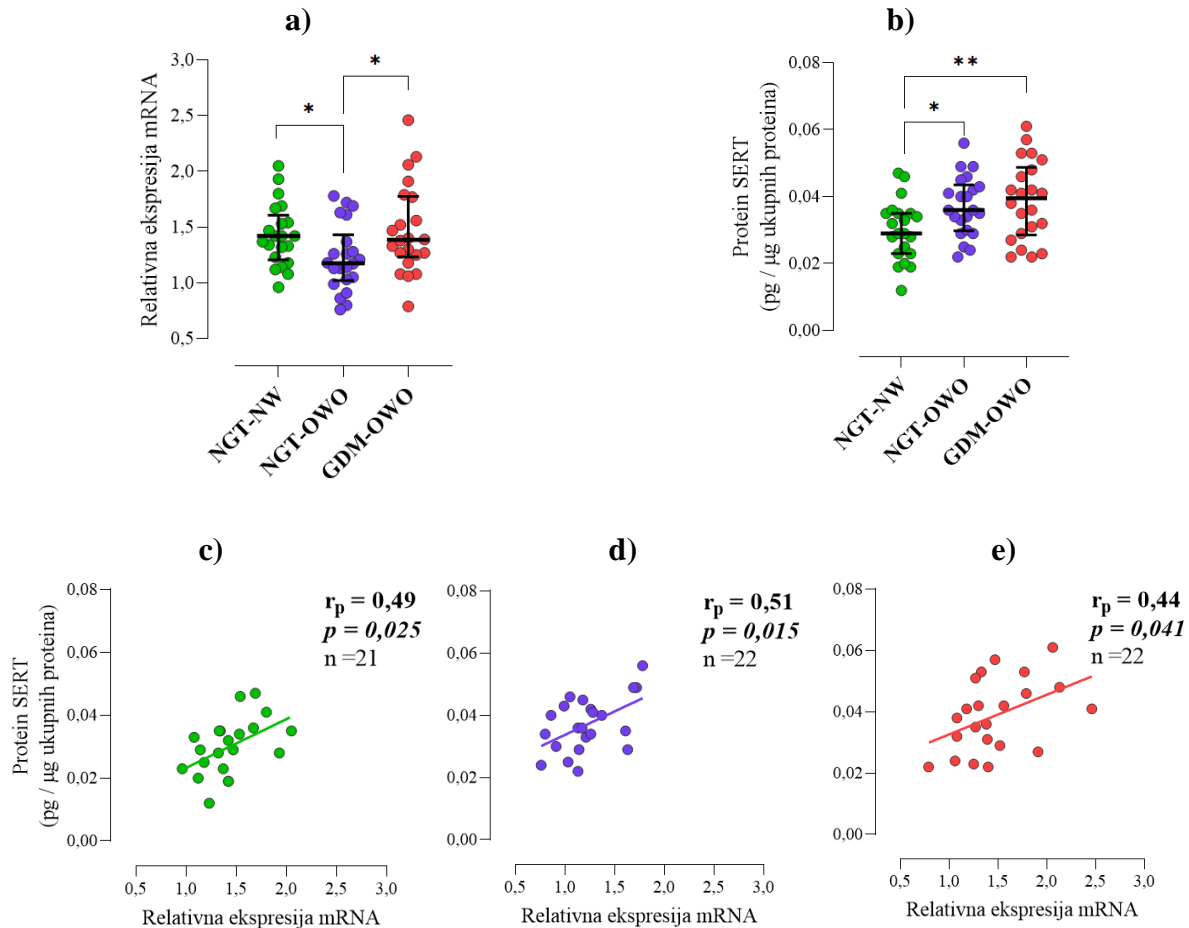 a)
Relativna ekspresija mRNA
3,0
2,5
2,0
1,5
1,0
0,5
*
*
NGT-NW
NGT-OWO
GDM-OWO
b)
Protein SERT
(pg / µg ukupnih proteina)
0,08
0,06
0,04
0,02
0,00
**
*
NGT-NW
NGT-OWO
GDM-OWO
c)
Protein SERT
(pg / µg ukupnih proteina)
0,08
0,06
0,04
0,02
0,00
rp = 0,49
p = 0,025
n =21
0,5 1,0 1,5 2,0 3,0
Relativna ekspresija mRNA
d)
0,08
0,06
0,04
0,02
0,00
rp = 0,51
p = 0,015
n =22
0,5 1,0 1,5 2,0 3,0
Relativna ekspresija mRNA
e)
0,08
0,06
0,04
0,02
0,00
rp = 0,44
p = 0,041
n =22
0,5 1,0 1,5 2,0 2,5 3,0
Relativna ekspresija mRNA